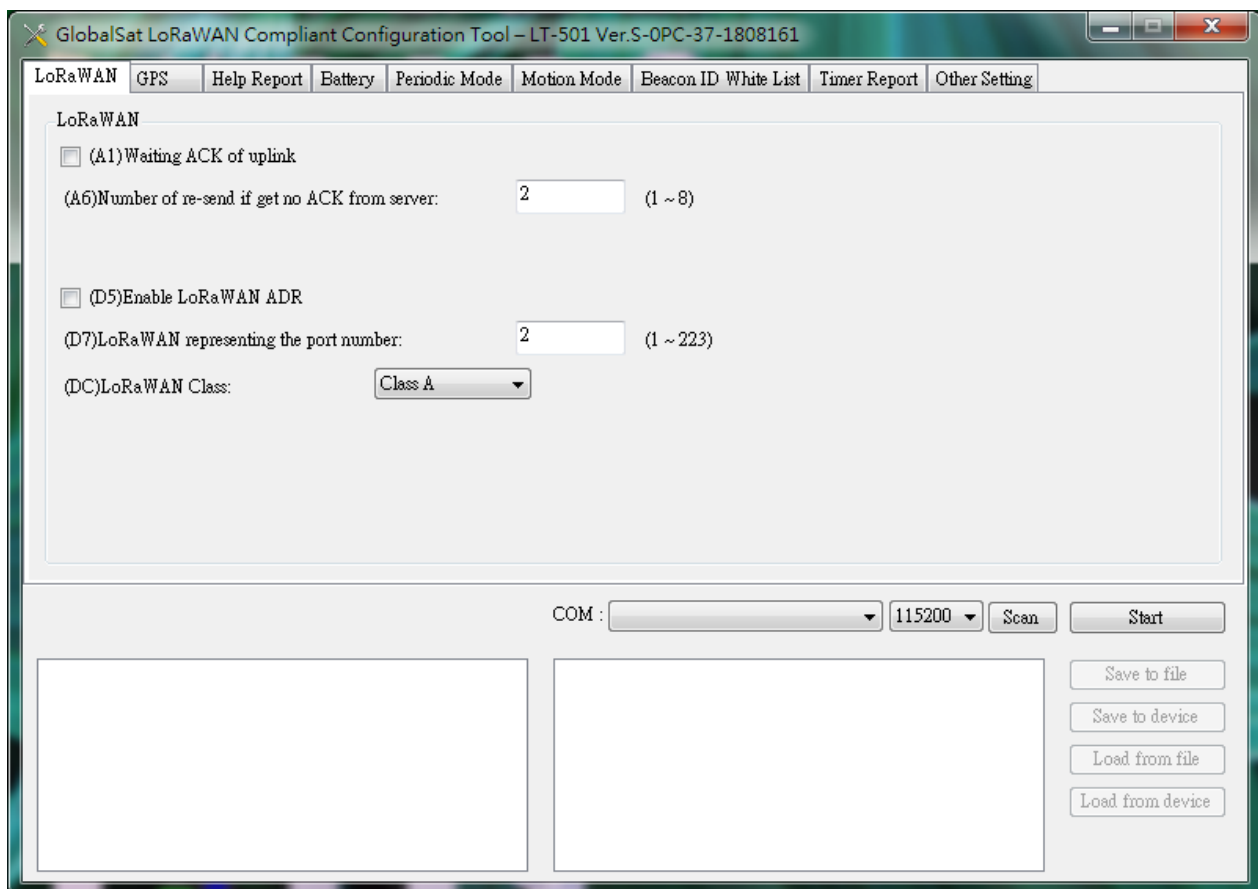 GlobalSat LoRaWAN Compliant Configuration Tool – LT-501 Ver.S-0PC-37-1808161
LoRaWAN GPS Help Report Battery Periodic Mode Motion Mode Beacon ID White List Timer Report Other Setting
LoRaWAN
(A1)Waiting ACK of uplink
(A6)Number of re-send if get no ACK from server: 2 (1 ~ 8)
(D5)Enable LoRaWAN ADR
(D7)LoRaWAN representing the port number: 2 (1 ~ 223)
(DC)LoRaWAN Class: Class A
COM : 115200 Scan Start
Save to file
Save to device
Load from file
Load from device